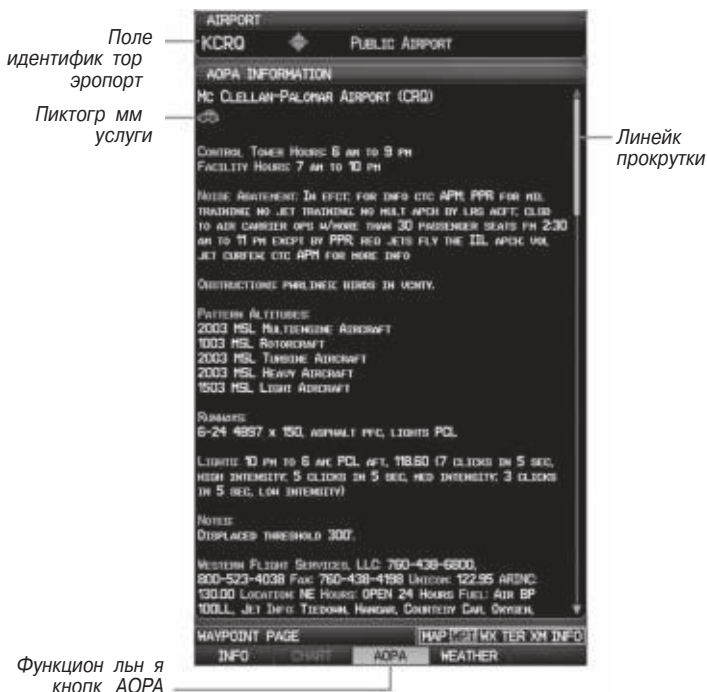 AIRPORT
Поле
идентифик тор
эропорт
KCRQ
PUBLIC AIRPORT
AOPA INFORMATION
MC CLELLAN-PALOMAR AIRPORT (CRQ)
Пиктогр мм
услуги
Линейк
прокрутки
CONTROL TOWER HOURS: 6 AM TO 9 PM
FACILITY HOURS: 7 AM TO 10 PM
NOISE ABATEMENT: IN EFCT; FOR INFO CTC APM; PPR FOR MIL
TRAINING; NO JET TRAINING; NO MULT APCH BY LRG ACFT; CLSD
TO AIR CARRIER OPS W/MORE THAN 30 PASSENGER SEATS PM 2:30
AM TO 11 PM EXCPT BY PPR; REQ JETS FLY THE IIL APCH; VOL
JET CURFEW; CTC APM FOR MORE INFO
OBSTRUCTIONS: PWRLINES; BIRDS IN VCNTY.
PATTERN ALTITUDES:
2003 MSL MULTIENGINE AIRCRAFT
1003 MSL ROTORCRAFT
2003 MSL TURBINE AIRCRAFT
2003 MSL HEAVY AIRCRAFT
1503 MSL LIGHT AIRCRAFT
RUNWAYS:
6-24 4897 x 150, ASPHALT PFC, LIGHTS PCL
LIGHTS: 10 PM TO 6 AM; PCL AFT, 118.60 (7 CLICKS IN 5 SEC,
HIGH INTENSITY; 5 CLICKS IN 5 SEC, MED INTENSITY; 3 CLICKS
IN 5 SEC, LOW INTENSITY)
NOTES:
DISPLACED THRESHOLD 300'.
WESTERN FLIGHT SERVICES, LLC 760-438-6800,
800-523-4038 FAX: 760-438-4198 UNICOM: 122.95 ARINC:
130.00 LOCATION: NE HOURS: OPEN 24 HOURS FUEL: AIR BP
100LL, JET INFO: TIEDOWN, HANGAR, COURTESY CAR, OXYGEN,
WAYPOINT PAGE
MAP WPT WX TER XM INFO
INFO CHART AOPA WEATHER
Функцион льн я
кнопк AOPA